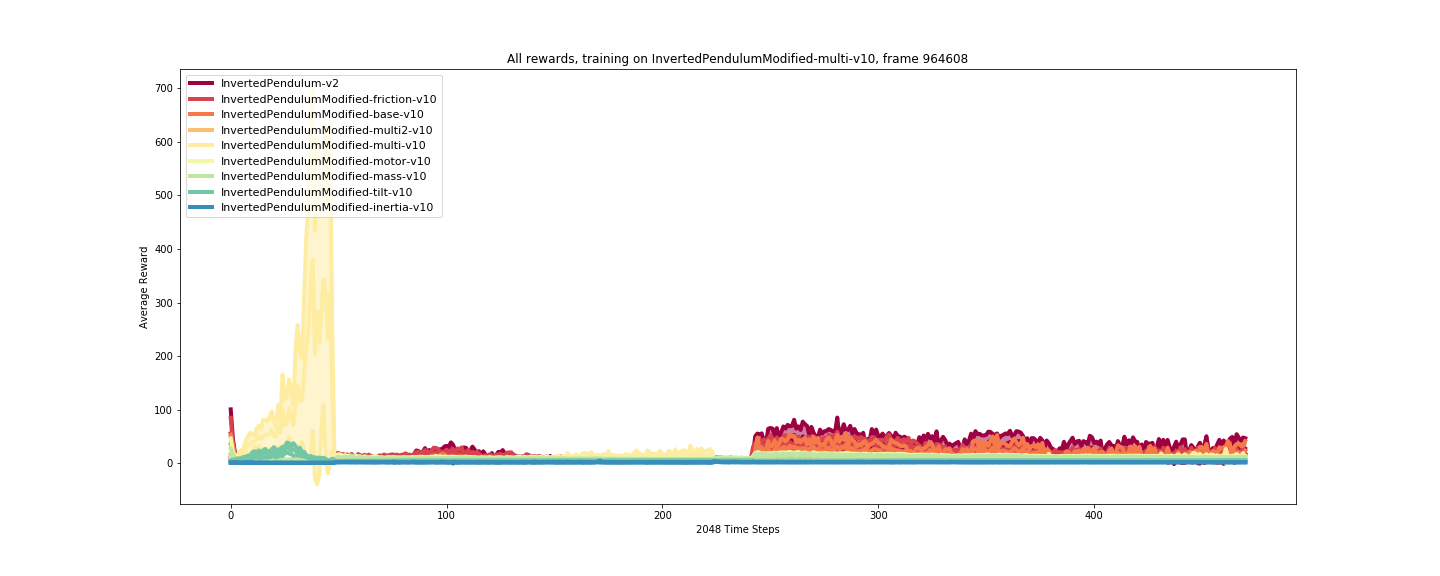 All rewards, training on InvertedPendulumModified-multi-v10, frame 964608
InvertedPendulum-v2
InvertedPendulumModified-friction-v10
InvertedPendulumModified-base-v10
InvertedPendulumModified-multi2-v10
InvertedPendulumModified-multi-v10
InvertedPendulumModified-motor-v10
InvertedPendulumModified-mass-v10
InvertedPendulumModified-tilt-v10
InvertedPendulumModified-inertia-v10
Average Reward
700
600
500
400
300
200
100
0
0 100 200 300 400
2048 Time Steps